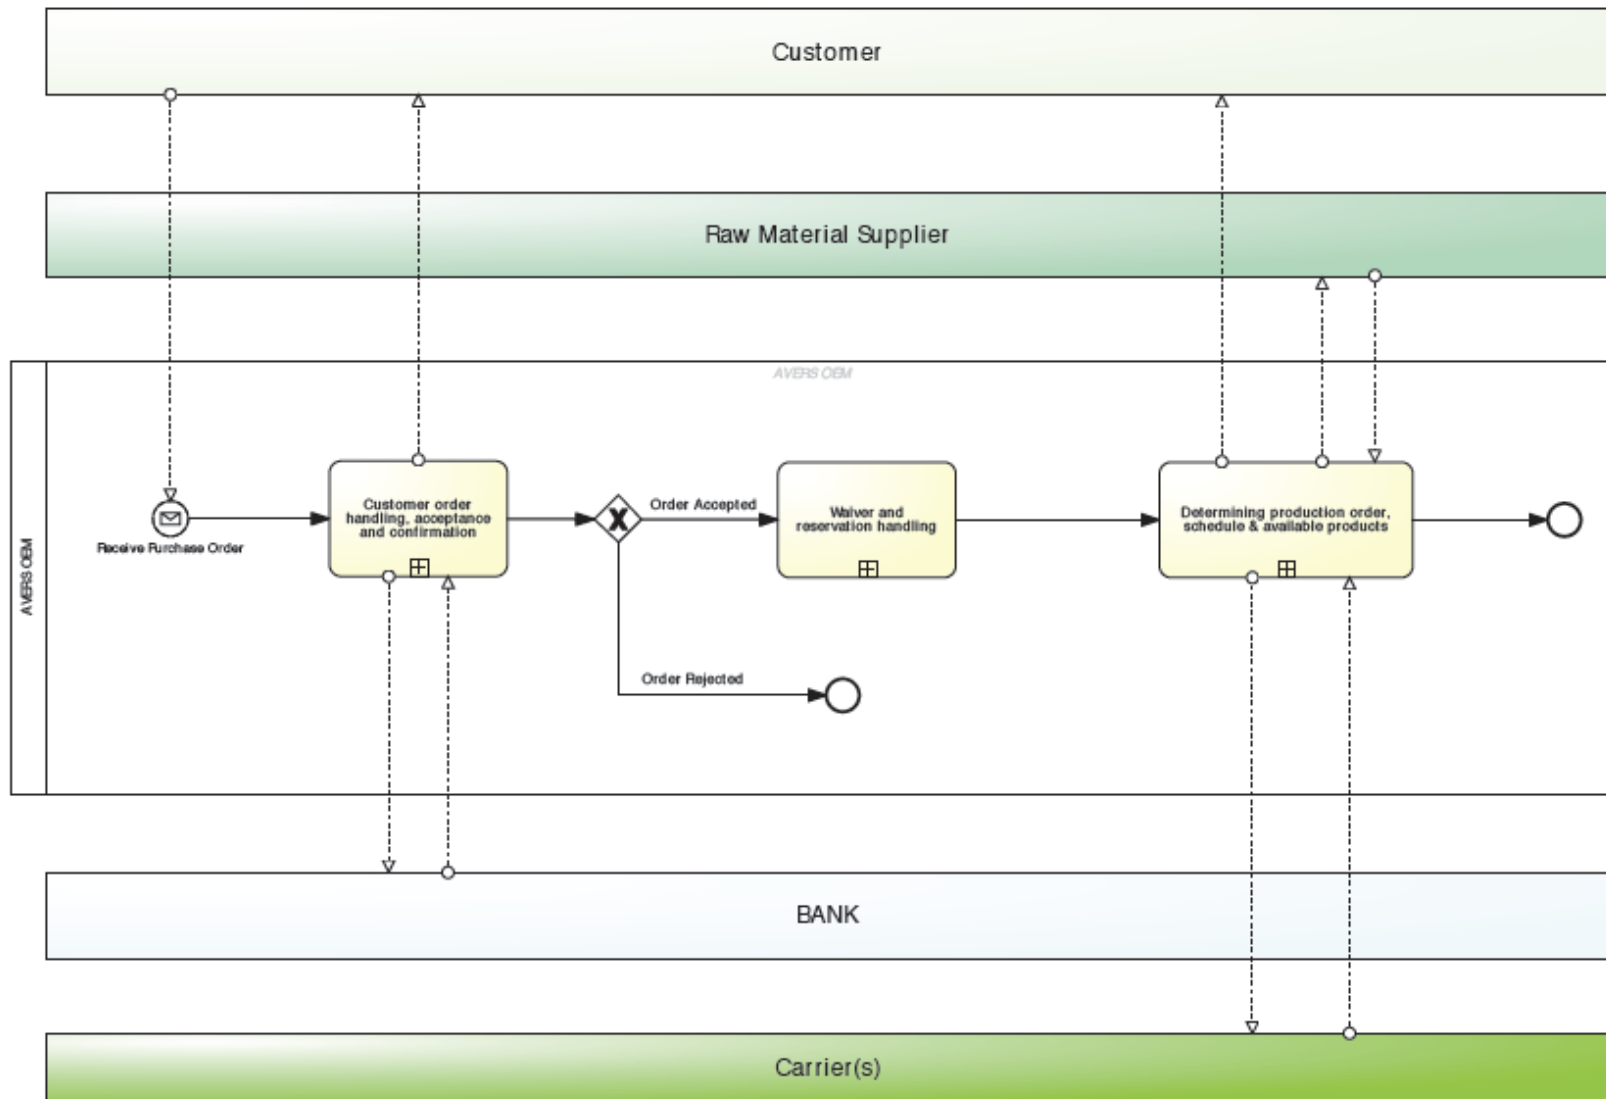 Customer
Raw Material Supplier
AVERS OEM
AVERS OEM
Receive Purchase Order
Customer order
handling, acceptance
and confirmation
Order Accepted
Waiver and
reservation handling
Determining production order,
schedule & available products
Order Rejected
BANK
Carrier(s)